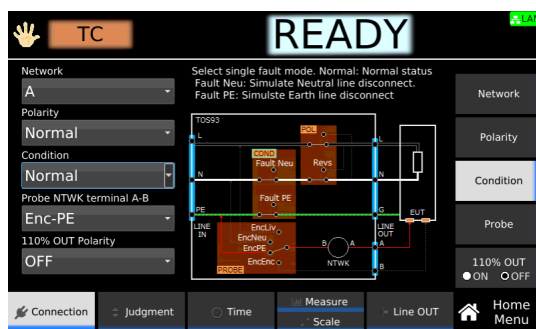 TC
READY
LAN
Network
A
Polarity
Normal
Condition
Normal
Probe NTWK terminal A-B
Enc-PE
110% OUT Polarity
OFF
Select single fault mode. Normal: Normal status
Fault Neu: Simulate Neutral line disconnect.
Fault PE: Simulste Earth line disconnect
TOS93
L
POL
L
COND
Fault Neu
Revs
N
N
Fault PE
PE
G
EUT
LINE IN
EncLiv
LINE OUT
EncNeu
EncPE
B
A
A
EncEnc
NTWK
PROBE
B
Network
Polarity
Condition
Probe
110% OUT
ON OFF
Connection
Judgment
Time
Measure
Scale
Line OUT
Home
Menu